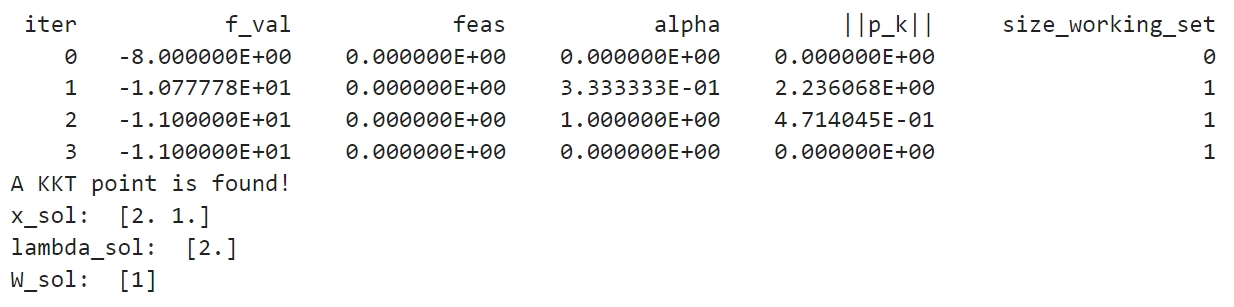 iter f_val feas alpha ||p_k|| size_working_set
0 -8.000000E+00 0.000000E+00 0.000000E+00 0.000000E+00 0
1 -1.077778E+01 0.000000E+00 3.333333E-01 2.236068E+00 1
2 -1.100000E+01 0.000000E+00 1.000000E+00 4.714045E-01 1
3 -1.100000E+01 0.000000E+00 0.000000E+00 0.000000E+00 1
A KKT point is found!
x_sol:  [2. 1.]
lambda_sol:  [2.]
W_sol:  [1]